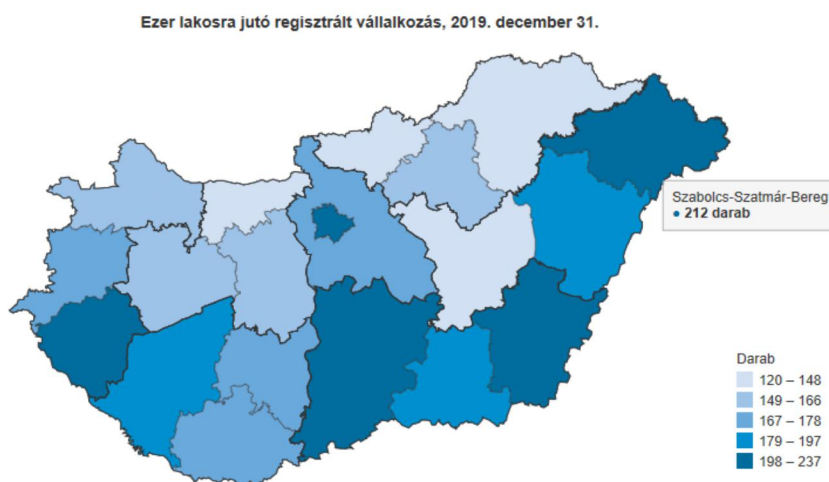 Ezer lakosra jutó regisztrált vállalkozás, 2019. december 31.
Szabolcs-Szatmár-Bereg
● 212 darab
Darab
120 – 148
149 – 166
167 – 178
179 – 197
198 – 237